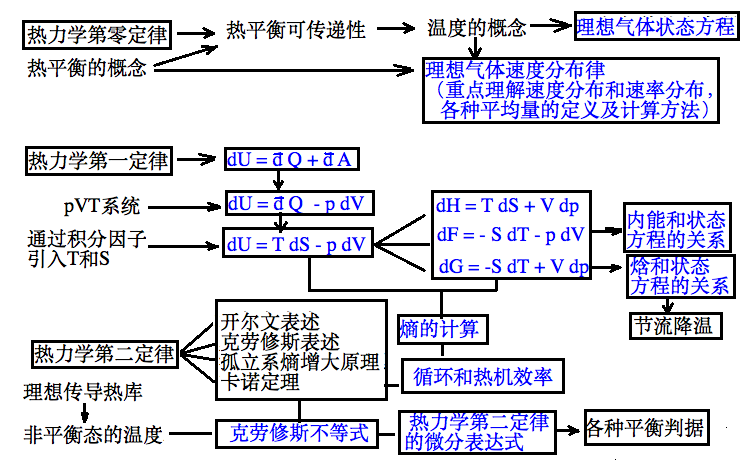 热力学第零定律
热平衡可传递性
温度的概念
理想气体状态方程
热平衡的概念
理想气体速度分布律
（重点理解速度分布和速率分布，
各种平均量的定义及计算方法）
热力学第一定律
dU = đ Q + đ A
pVT系统
dU = đ Q - p dV
通过积分因子
引入T和S
dU = T dS - p dV
dH = T dS + V dp
dF = - S dT - p dV
dG = -S dT + V dp
内能和状态
方程的关系
焓和状态
方程的关系
节流降温
熵的计算
循环和热机效率
热力学第二定律
开尔文表述
克劳修斯表述
孤立系熵增大原理
卡诺定理
理想传导热库
非平衡态的温度
克劳修斯不等式
热力学第二定律
的微分表达式
各种平衡判据